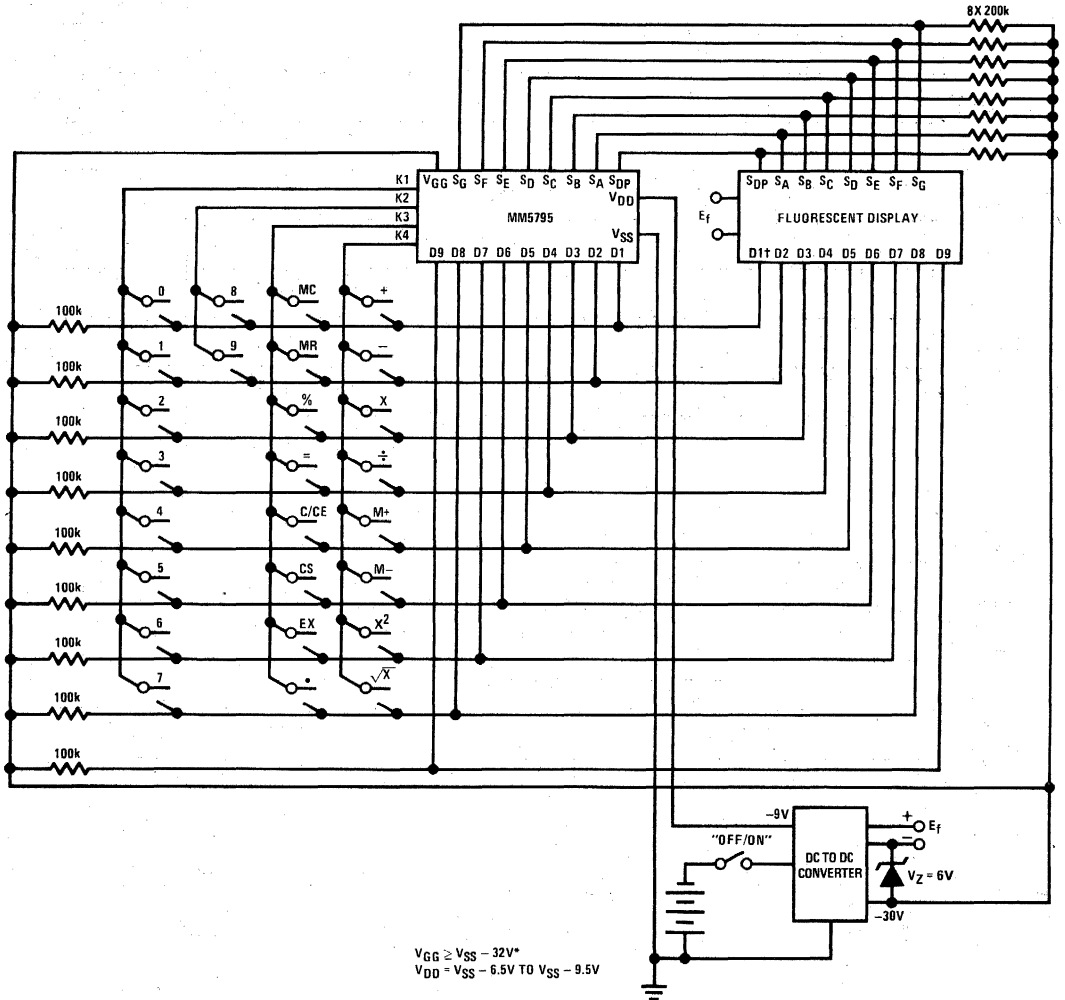 8 X 200k
K1
K2
K3
K4
VGG SG SF SE SD SC SB SA SDP
VDD
MM5795
VSS
D9 D8 D7 D6 D5 D4 D3 D2 D1
Ef
SDP SA SB SC SD SE SF SG
FLUORESCENT DISPLAY
D1† D2 D3 D4 D5 D6 D7 D8 D9
100k 0 8 MC +
100k 1 9 MR −
100k 2 % X
100k 3 = ÷
100k 4 C/CE M+
100k 5 CS M−
100k 6 EX X²
100k 7 • √X
100k
−9V
"OFF/ON"
DC TO DC
CONVERTER
+ Ef
−
VZ = 6V
−30V
VGG ≥ VSS − 32V*
VDD = VSS − 6.5V TO VSS − 9.5V